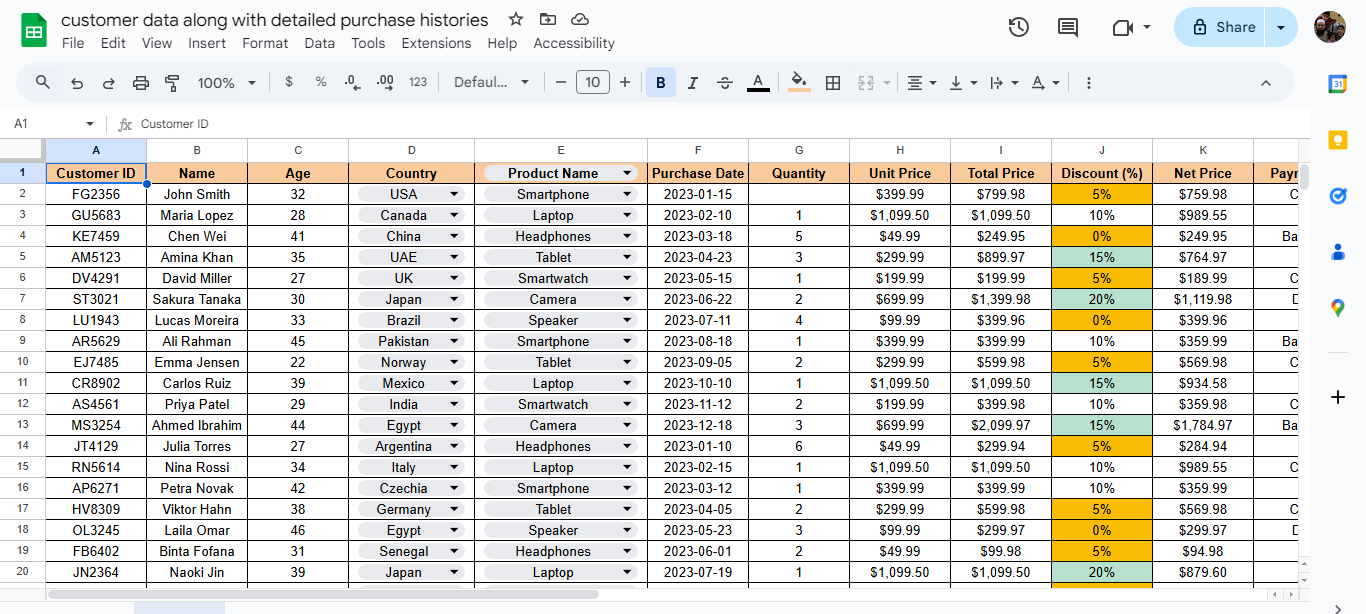 customer data along with detailed purchase histories
File Edit View Insert Format Data Tools Extensions Help Accessibility
Share
100% $ % .0 .00 123 Defaul... 10 B I A A
31
A1 fx Customer ID
A B C D E F G H I J K
1 Customer ID Name Age Country Product Name Purchase Date Quantity Unit Price Total Price Discount (%) Net Price
2 FG2356 John Smith 32 USA Smartphone 2023-01-15 $399.99 $799.98 5% $759.98 C
3 GU5683 Maria Lopez 28 Canada Laptop 2023-02-10 1 $1,099.50 $1,099.50 10% $989.55
4 KE7459 Chen Wei 41 China Headphones 2023-03-18 5 $49.99 $249.95 0% $249.95 Ba
5 AM5123 Amina Khan 35 UAE Tablet 2023-04-23 3 $299.99 $899.97 15% $764.97
6 DV4291 David Miller 27 UK Smartwatch 2023-05-15 1 $199.99 $199.99 5% $189.99 C
7 ST3021 Sakura Tanaka 30 Japan Camera 2023-06-22 2 $699.99 $1,399.98 20% $1,119.98
8 LU1943 Lucas Moreira 33 Brazil Speaker 2023-07-11 4 $99.99 $399.96 0% $399.96
9 AR5629 Ali Rahman 45 Pakistan Smartphone 2023-08-18 1 $399.99 $399.99 10% $359.99 Ba
10 EJ7485 Emma Jensen 22 Norway Tablet 2023-09-05 2 $299.99 $599.98 5% $569.98 C
11 CR8902 Carlos Ruiz 39 Mexico Laptop 2023-10-10 1 $1,099.50 $1,099.50 15% $934.58
12 AS4561 Priya Patel 29 India Smartwatch 2023-11-12 2 $199.99 $399.98 10% $359.98 C
13 MS3254 Ahmed Ibrahim 44 Egypt Camera 2023-12-18 3 $699.99 $2,099.97 15% $1,784.97 Ba
14 JT4129 Julia Torres 27 Argentina Headphones 2023-01-10 6 $49.99 $299.94 5% $284.94
15 RN5614 Nina Rossi 34 Italy Laptop 2023-02-15 1 $1,099.50 $1,099.50 10% $989.55 C
16 AP6271 Petra Novak 42 Czechia Smartphone 2023-03-12 1 $399.99 $399.99 10% $359.99
17 HV8309 Viktor Hahn 38 Germany Tablet 2023-04-05 2 $299.99 $599.98 5% $569.98 C
18 OL3245 Laila Omar 46 Egypt Speaker 2023-05-23 3 $99.99 $299.97 0% $299.97
19 FB6402 Binta Fofana 31 Senegal Headphones 2023-06-01 2 $49.99 $99.98 5% $94.98
20 JN2364 Naoki Jin 39 Japan Laptop 2023-07-19 1 $1,099.50 $1,099.50 20% $879.60